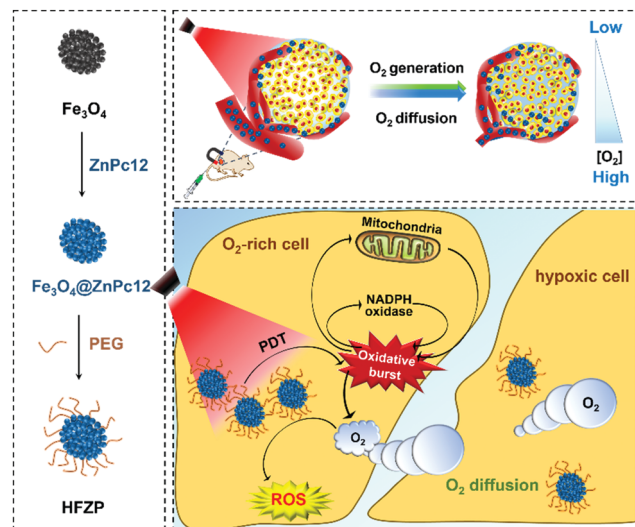 Fe₃O₄
ZnPc12
Fe₃O₄@ZnPc12
PEG
HFZP
O₂ generation
O₂ diffusion
Low
[O₂]
High
O₂-rich cell
Mitochondria
NADPH
oxidase
PDT
Oxidative
burst
O₂
ROS
hypoxic cell
O₂
O₂ diffusion